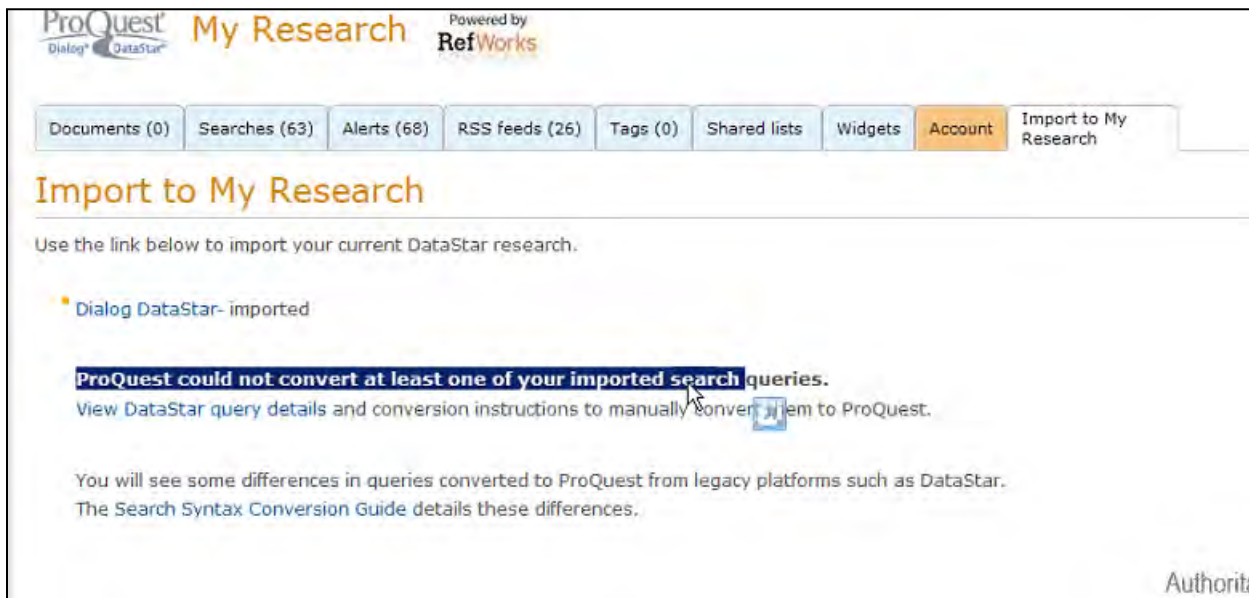 ProQuest
Dialog DataStar
My Research
Powered by
RefWorks
Documents (0)
Searches (63)
Alerts (68)
RSS feeds (26)
Tags (0)
Shared lists
Widgets
Account
Import to My
Research
Import to My Research
Use the link below to import your current DataStar research.
Dialog DataStar- imported
ProQuest could not convert at least one of your imported search queries.
View DataStar query details and conversion instructions to manually convert them to ProQuest.
You will see some differences in queries converted to ProQuest from legacy platforms such as DataStar.
The Search Syntax Conversion Guide details these differences.